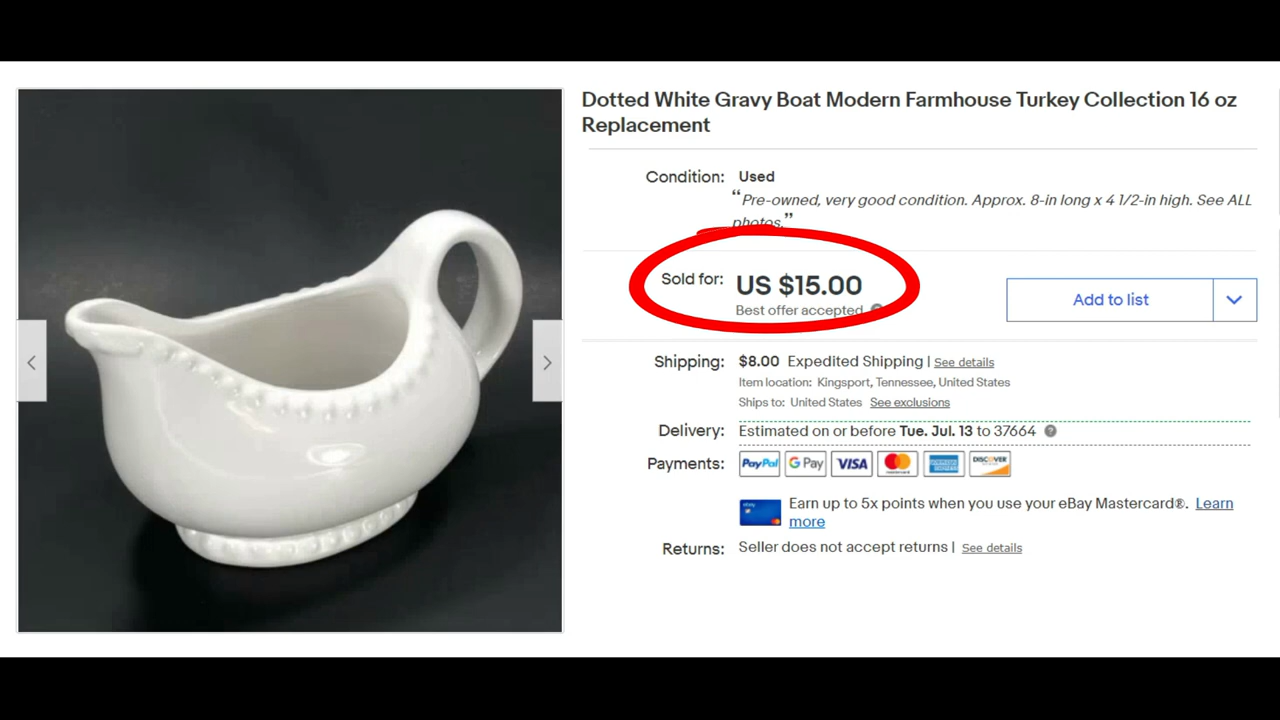 Dotted White Gravy Boat Modern Farmhouse Turkey Collection 16 oz
Replacement
Condition: Used
“Pre-owned, very good condition. Approx. 8-in long x 4 1/2-in high. See ALL
photos.”
Sold for: US $15.00
Best offer accepted
Add to list
Shipping: $8.00 Expedited Shipping | See details
Item location: Kingsport, Tennessee, United States
Ships to: United States See exclusions
Delivery: Estimated on or before Tue. Jul. 13 to 37664 ?
Payments: PayPal G Pay VISA mastercard AMERICAN EXPRESS DISCOVER
ebay Earn up to 5x points when you use your eBay Mastercard®. Learn
more
Returns: Seller does not accept returns | See details